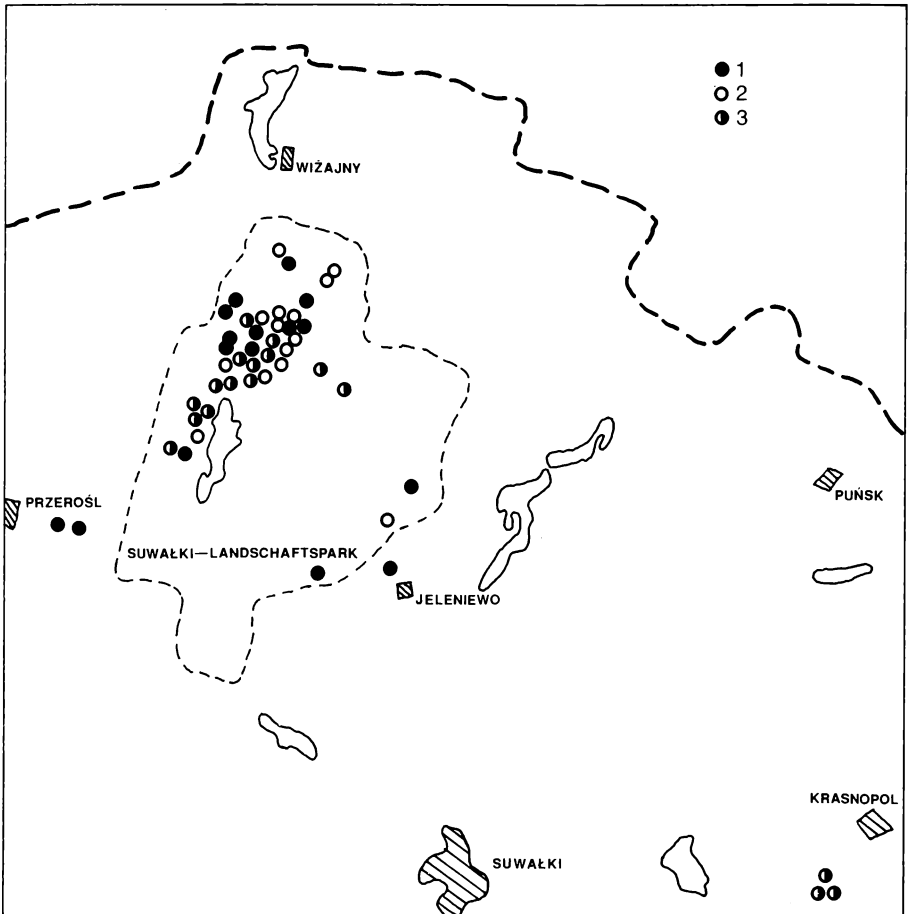 1
2
3
WIŻAJNY
PRZEROŚL
PUŃSK
SUWAŁKI—LANDSCHAFTSPARK
JELENIEWO
KRASNOPOL
SUWAŁKI